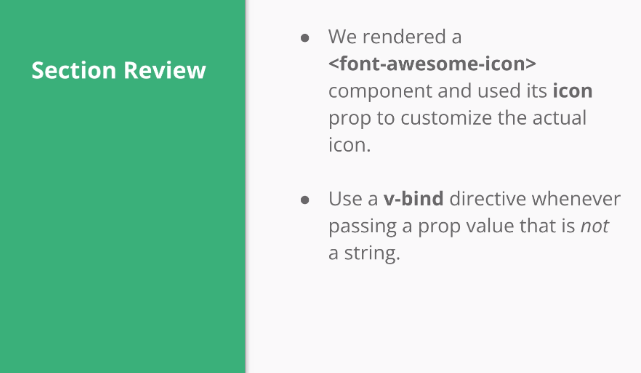 Section Review
● We rendered a
<font-awesome-icon>
component and used its icon
prop to customize the actual
icon.
● Use a v-bind directive whenever
passing a prop value that is not
a string.